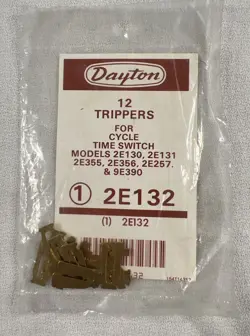 Dayton
12
TRIPPERS
FOR
CYCLE
TIME SWITCH
MODELS 2E130, 2E131
2E355, 2E356, 2E257.
& 9E390
1 2E132
(1) 2E132